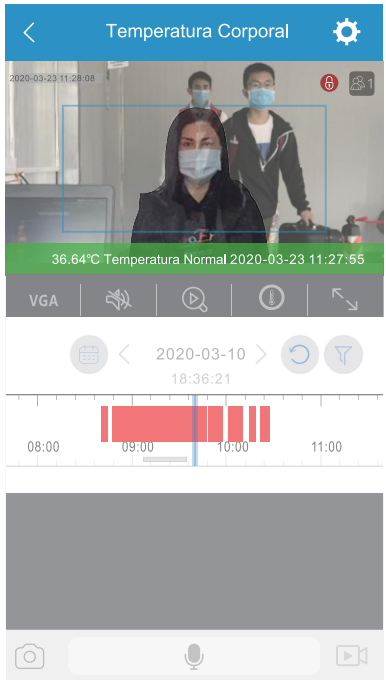 Temperatura Corporal
2020-03-23 11:28:08
1
36.64℃ Temperatura Normal 2020-03-23 11:27:55
VGA
2020-03-10
18:36:21
08:00 09:00 10:00 11:00